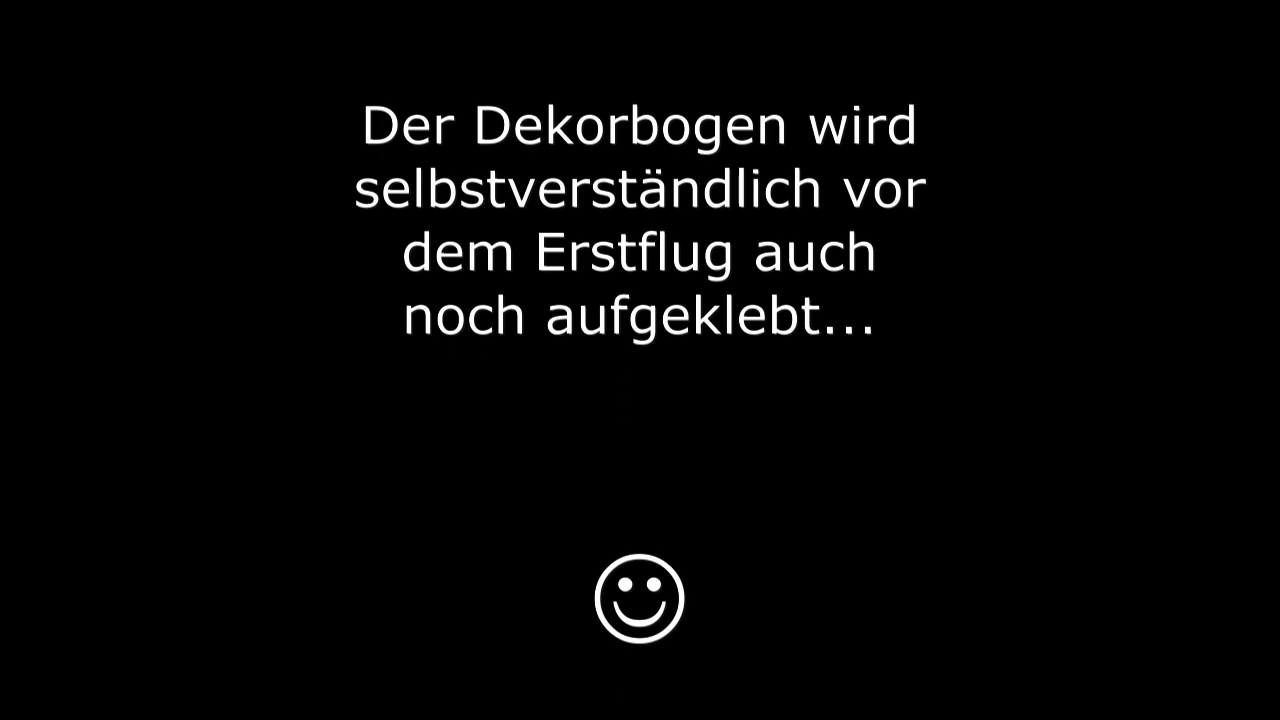 Der Dekorbogen wird
selbstverständlich vor
dem Erstflug auch
noch aufgeklebt...